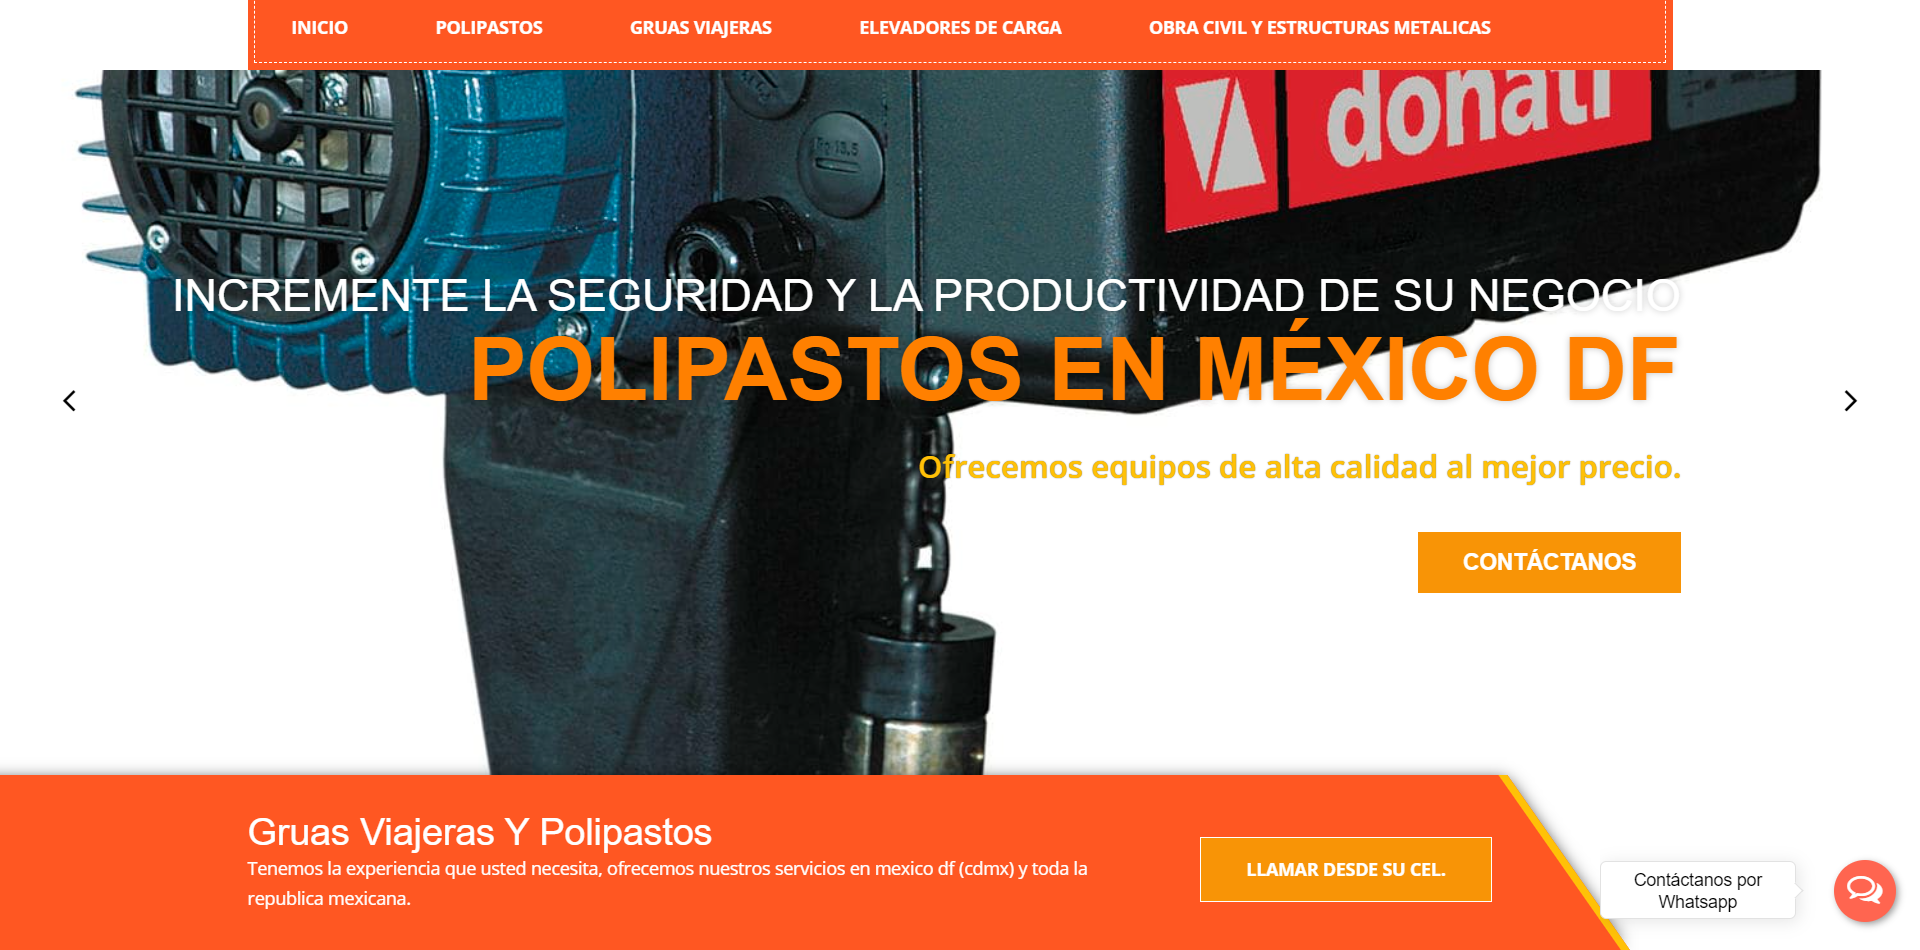 INICIO POLIPASTOS GRUAS VIAJERAS ELEVADORES DE CARGA OBRA CIVIL Y ESTRUCTURAS METALICAS
donati
Pg 13,5
INCREMENTE LA SEGURIDAD Y LA PRODUCTIVIDAD DE SU NEGOCIO
POLIPASTOS EN MÉXICO DF
Ofrecemos equipos de alta calidad al mejor precio.
CONTÁCTANOS
Gruas Viajeras Y Polipastos
Tenemos la experiencia que usted necesita, ofrecemos nuestros servicios en mexico df (cdmx) y toda la
republica mexicana.
LLAMAR DESDE SU CEL.
Contáctanos por
Whatsapp